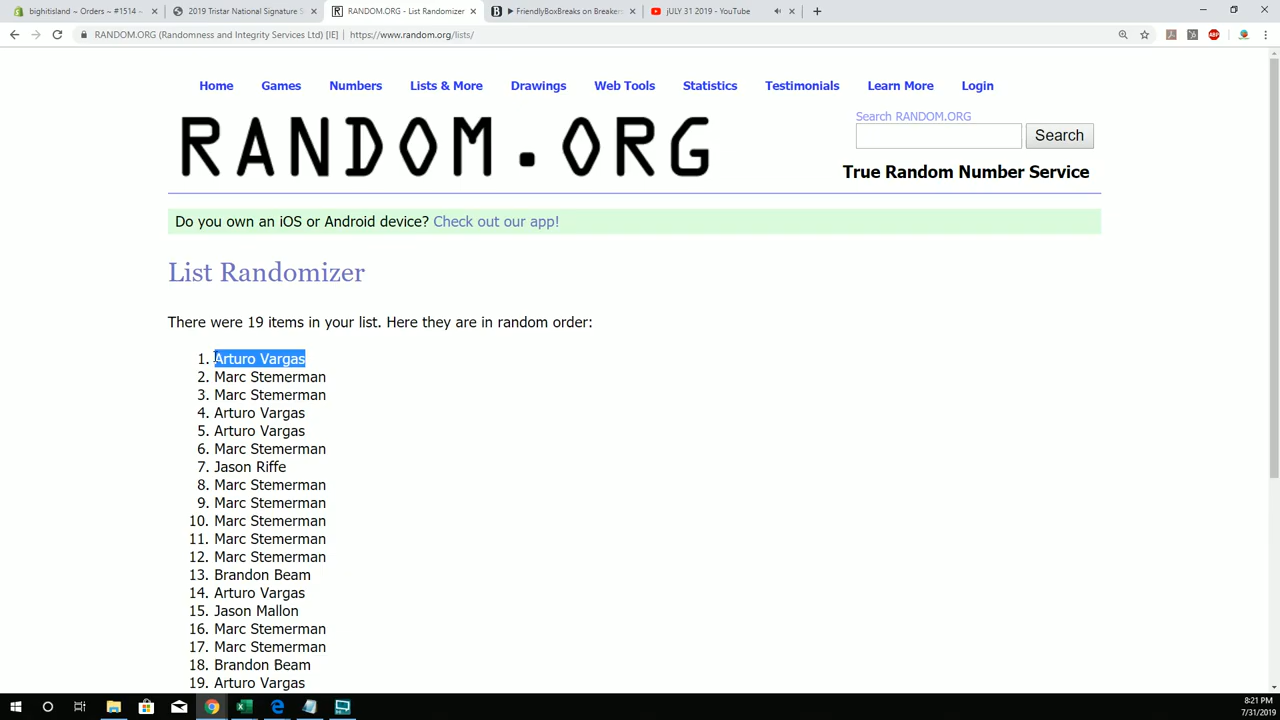 bighitisland ~ Orders ~ #1514 ~
2019 Tristar National Signature S
RANDOM.ORG - List Randomizer
FriendlyBoxBreaks on Breakers
jULY 31 2019 - YouTube
RANDOM.ORG (Randomness and Integrity Services Ltd) [IE] | https://www.random.org/lists/
Home Games Numbers Lists & More Drawings Web Tools Statistics Testimonials Learn More Login
RANDOM.ORG
Search RANDOM.ORG
Search
True Random Number Service
Do you own an iOS or Android device? Check out our app!
List Randomizer
There were 19 items in your list. Here they are in random order:
1. Arturo Vargas
2. Marc Stemerman
3. Marc Stemerman
4. Arturo Vargas
5. Arturo Vargas
6. Marc Stemerman
7. Jason Riffe
8. Marc Stemerman
9. Marc Stemerman
10. Marc Stemerman
11. Marc Stemerman
12. Marc Stemerman
13. Brandon Beam
14. Arturo Vargas
15. Jason Mallon
16. Marc Stemerman
17. Marc Stemerman
18. Brandon Beam
19. Arturo Vargas
8:21 PM
7/31/2019